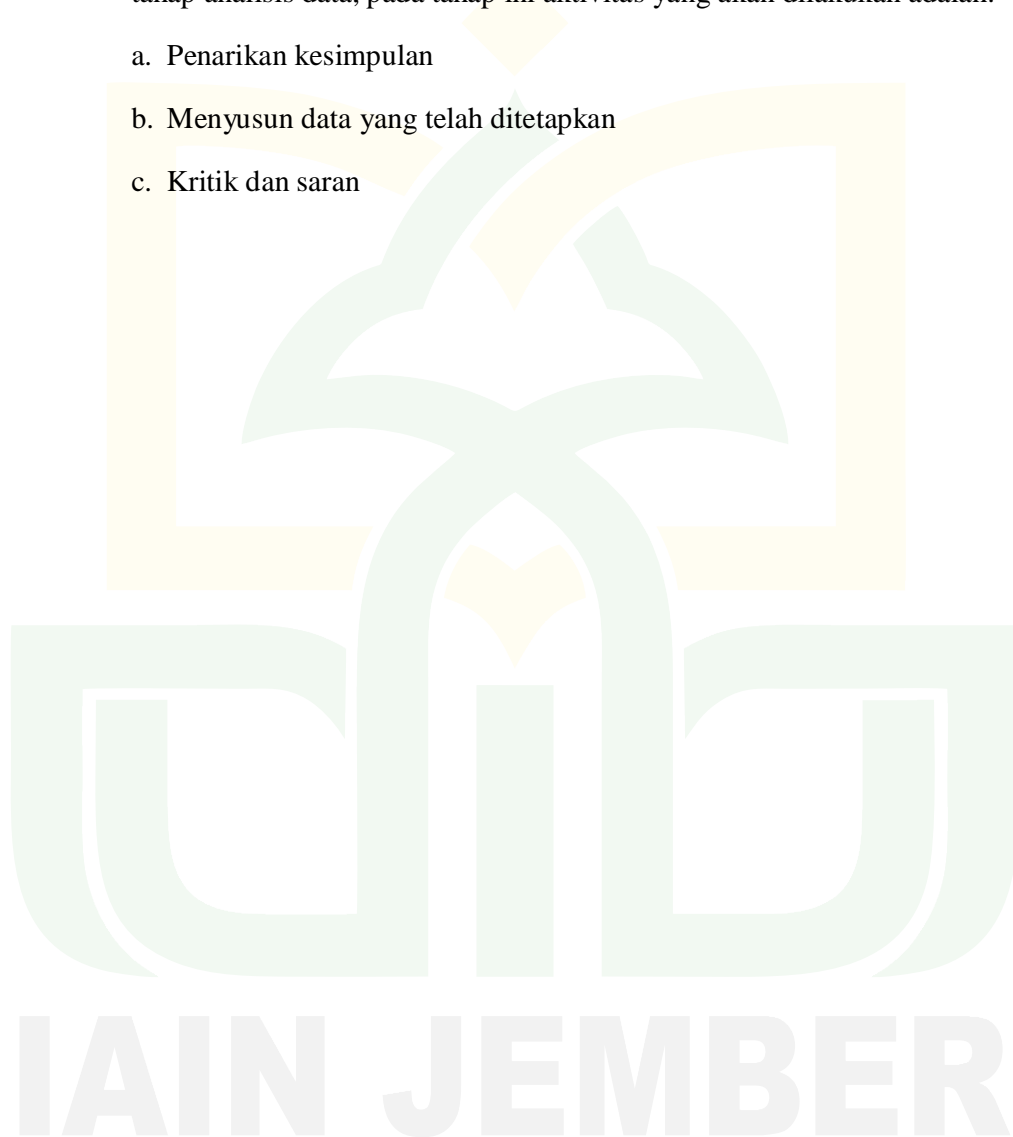 tahap analisis data, pada tahap ini aktivitas yang akan dilakukan adalah:
a. Penarikan kesimpulan
b. Menyusun data yang telah ditetapkan
c. Kritik dan saran
IAIN JEMBER